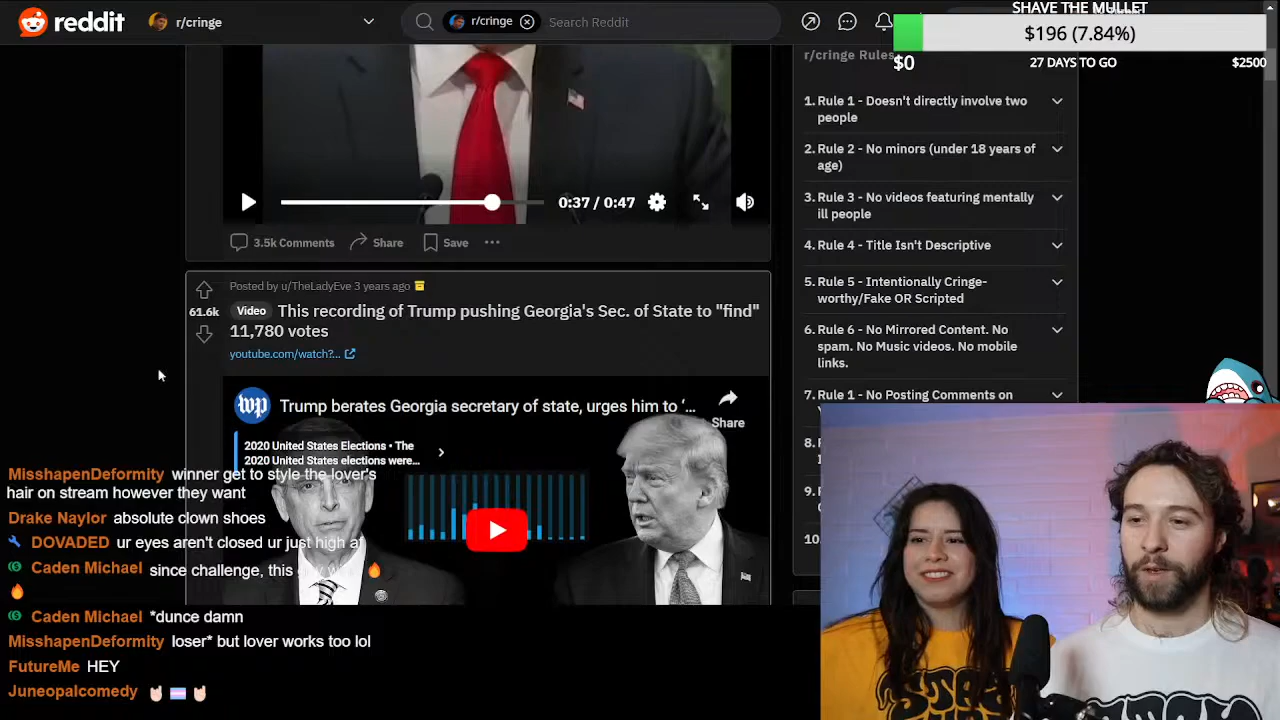 reddit
r/cringe
r/cringe
Search Reddit
SHAVE THE MULLET
$196 (7.84%)
$0
27 DAYS TO GO
$2500
0:37 / 0:47
3.5k Comments
Share
Save
Posted by u/TheLadyEve 3 years ago
61.6k
Video This recording of Trump pushing Georgia's Sec. of State to "find"
11,780 votes
youtube.com/watch?...
wp
Trump berates Georgia secretary of state, urges him to ‘...
Share
2020 United States Elections • The
2020 United States elections were...
r/cringe Rules
1. Rule 1 - Doesn't directly involve two
people
2. Rule 2 - No minors (under 18 years of
age)
3. Rule 3 - No videos featuring mentally
ill people
4. Rule 4 - Title Isn't Descriptive
5. Rule 5 - Intentionally Cringe-
worthy/Fake OR Scripted
6. Rule 6 - No Mirrored Content. No
spam. No Music videos. No mobile
links.
7. Rule 1 - No Posting Comments on
8.
9.
10.
MisshapenDeformity winner get to style the lover's
hair on stream however they want
Drake Naylor absolute clown shoes
DOVADED ur eyes aren't closed ur just high af
Caden Michael since challenge, this guy
Caden Michael *dunce damn
MisshapenDeformity loser* but lover works too lol
FutureMe HEY
Juneopalcomedy